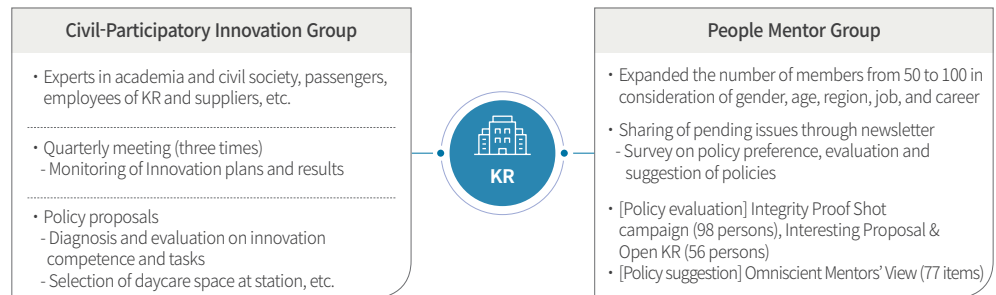 Civil-Participatory Innovation Group
• Experts in academia and civil society, passengers,
employees of KR and suppliers, etc.
• Quarterly meeting (three times)
- Monitoring of Innovation plans and results
• Policy proposals
- Diagnosis and evaluation on innovation
competence and tasks
- Selection of daycare space at station, etc.
KR
People Mentor Group
• Expanded the number of members from 50 to 100 in
consideration of gender, age, region, job, and career
• Sharing of pending issues through newsletter
- Survey on policy preference, evaluation and
suggestion of policies
• [Policy evaluation] Integrity Proof Shot
campaign (98 persons), Interesting Proposal &
Open KR (56 persons)
• [Policy suggestion] Omniscient Mentors' View (77 items)